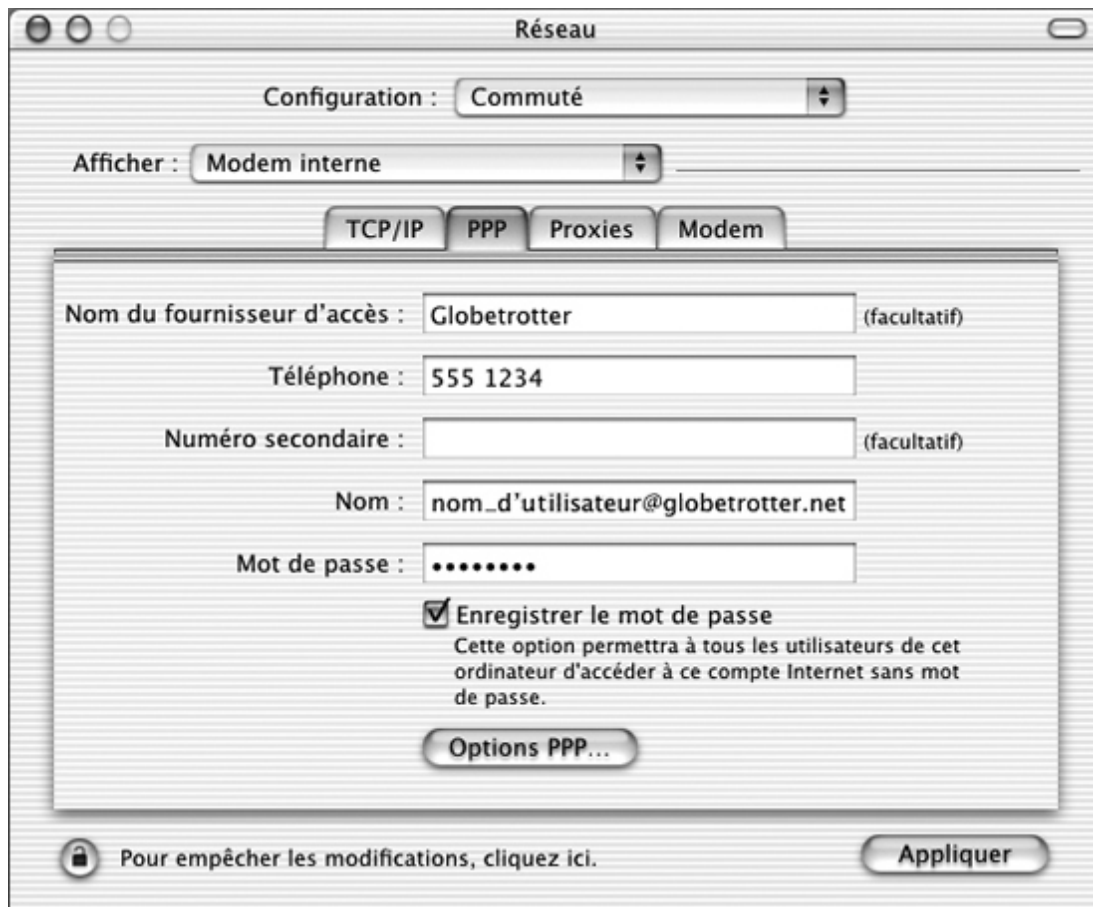 Réseau
Configuration : Commuté
Afficher : Modem interne
TCP/IP PPP Proxies Modem
Nom du fournisseur d'accès : Globetrotter (facultatif)
Téléphone : 555 1234
Numéro secondaire : (facultatif)
Nom : nom_d'utilisateur@globetrotter.net
Mot de passe : ••••••••
Enregistrer le mot de passe
Cette option permettra à tous les utilisateurs de cet
ordinateur d'accéder à ce compte Internet sans mot
de passe.
Options PPP...
Pour empêcher les modifications, cliquez ici. Appliquer